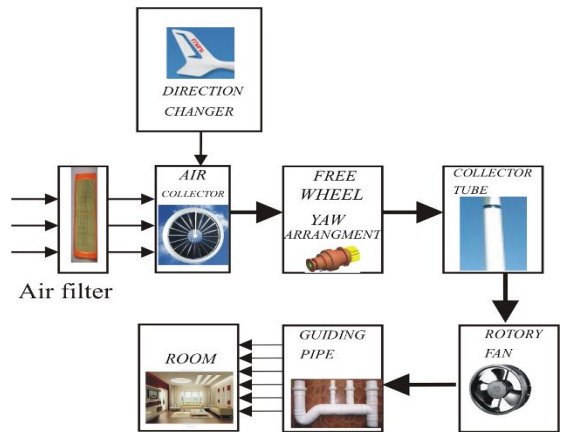 DIRECTION
CHANGER
AIR
COLLECTOR
FREE
WHEEL
YAW
ARRANGMENT
COLLECTOR
TUBE
Air filter
ROOM
GUIDING
PIPE
ROTORY
FAN